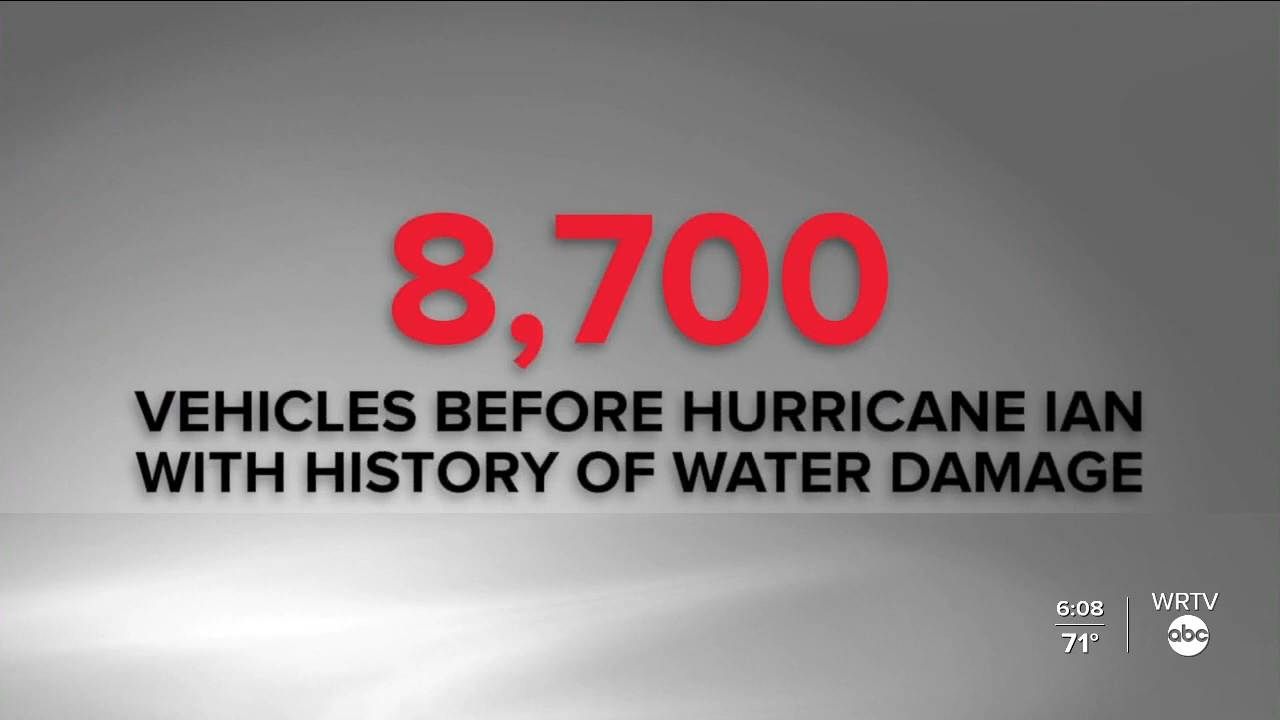 8,700
VEHICLES BEFORE HURRICANE IAN
WITH HISTORY OF WATER DAMAGE
6:08
71°
WRTV
abc